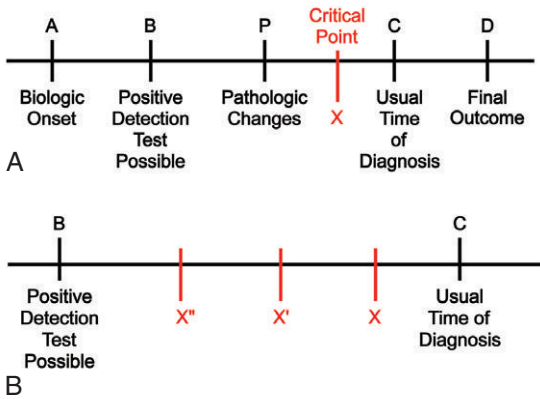 Critical
Point
A B P C D
Biologic
Onset
Positive
Detection
Test
Possible
Pathologic
Changes
X
Usual
Time
of
Diagnosis
Final
Outcome
A
B C
Positive
Detection
Test
Possible
X"
X'
X
Usual
Time of
Diagnosis
B